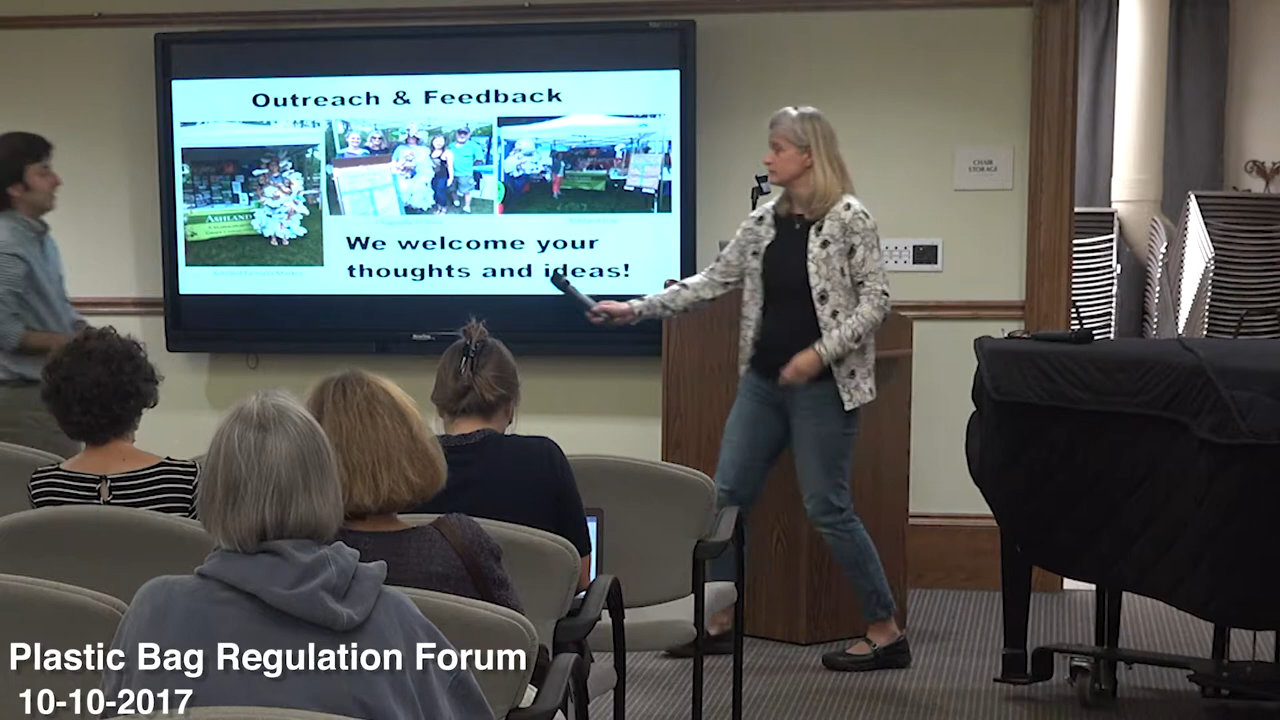 Outreach & Feedback
ASHLAND
We welcome your
thoughts and ideas!
CHAIR
STORAGE
Plastic Bag Regulation Forum
10-10-2017